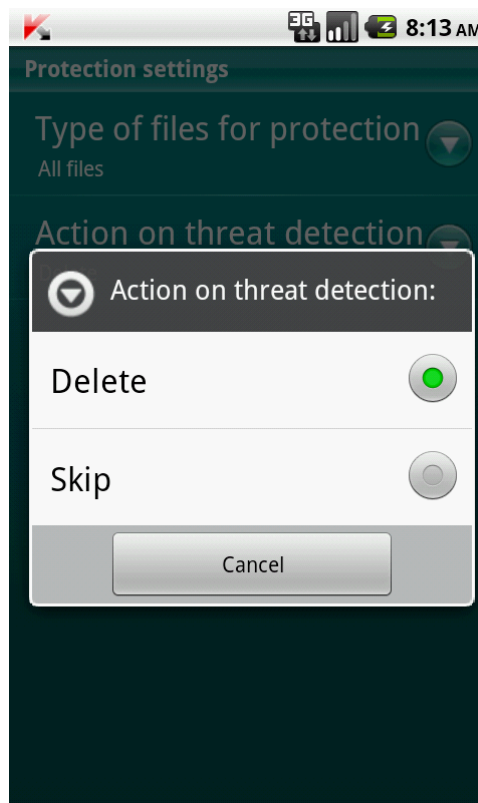 3G 8:13 AM
Protection settings
Type of files for protection
All files
Action on threat detection
Action on threat detection:
Delete
Skip
Cancel